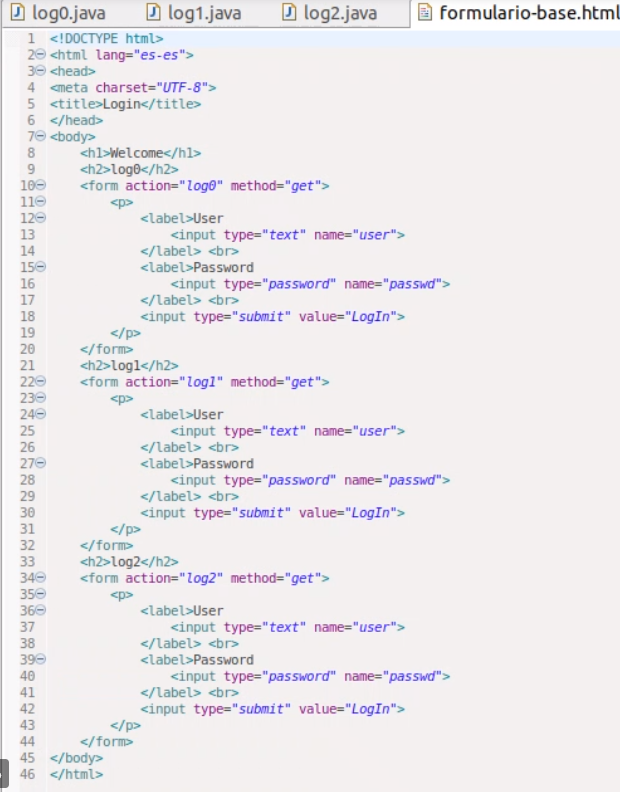 log0.java log1.java log2.java formulario-base.html
1 <!DOCTYPE html>
2 <html lang="es-es">
3 <head>
4 <meta charset="UTF-8">
5 <title>Login</title>
6 </head>
7 <body>
8     <h1>Welcome</h1>
9     <h2>log0</h2>
10     <form action="log0" method="get">
11         <p>
12             <label>User
13                 <input type="text" name="user">
14             </label> <br>
15             <label>Password
16                 <input type="password" name="passwd">
17             </label> <br>
18             <input type="submit" value="LogIn">
19         </p>
20     </form>
21     <h2>log1</h2>
22     <form action="log1" method="get">
23         <p>
24             <label>User
25                 <input type="text" name="user">
26             </label> <br>
27             <label>Password
28                 <input type="password" name="passwd">
29             </label> <br>
30             <input type="submit" value="LogIn">
31         </p>
32     </form>
33     <h2>log2</h2>
34     <form action="log2" method="get">
35         <p>
36             <label>User
37                 <input type="text" name="user">
38             </label> <br>
39             <label>Password
40                 <input type="password" name="passwd">
41             </label> <br>
42             <input type="submit" value="LogIn">
43         </p>
44     </form>
45 </body>
46 </html>